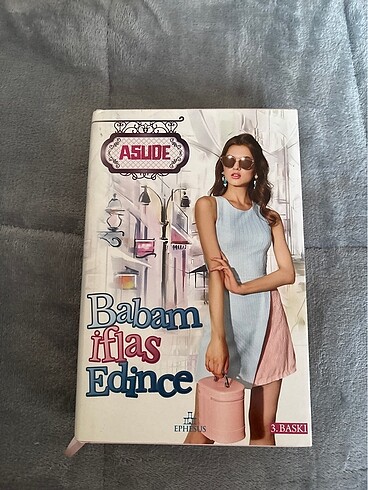 ASUDE
Babam
iflas
Edince
EPHESUS
3. BASKI